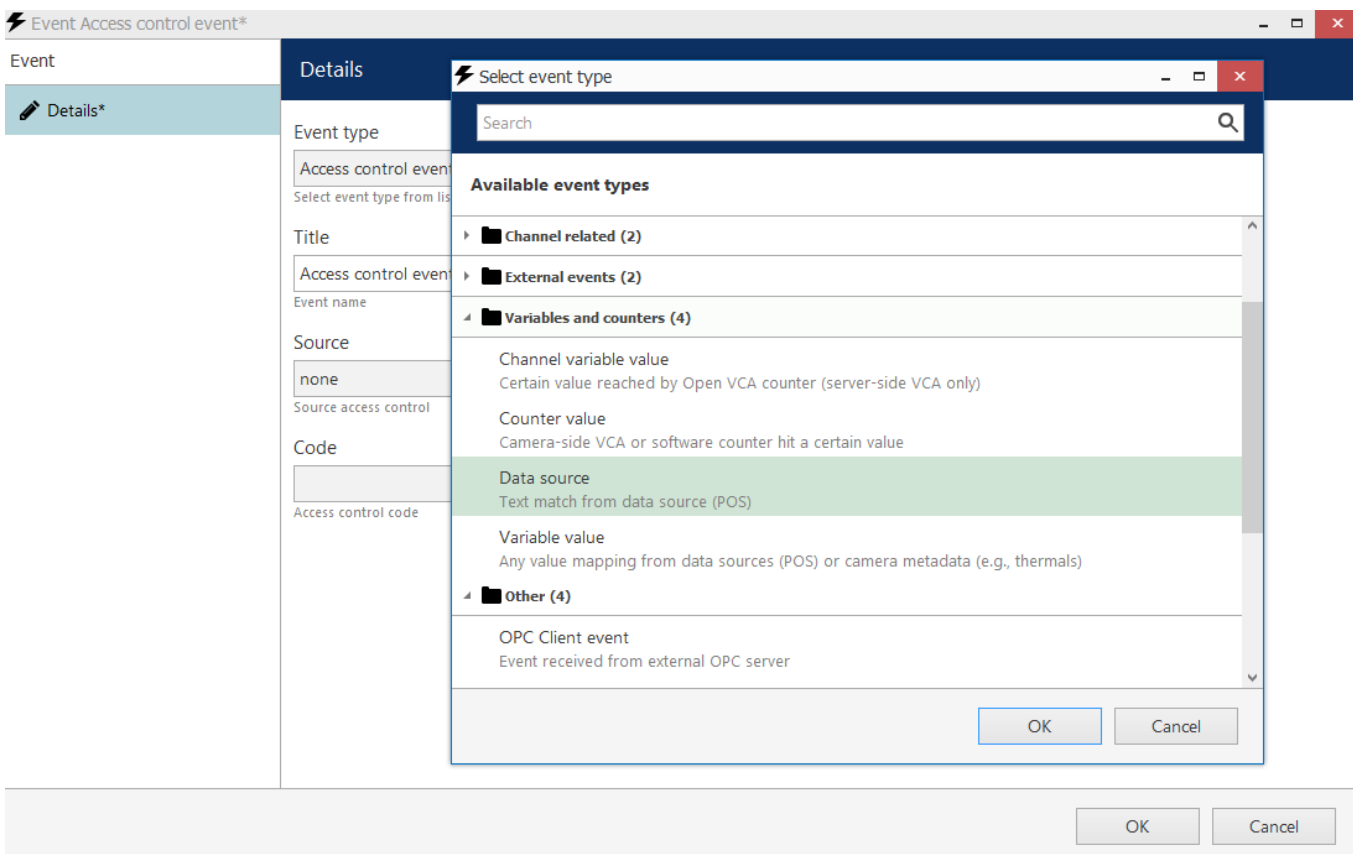 Event Access control event*
Event
Details*
Details
Event type
Access control event
Select event type from lis
Title
Access control event
Event name
Source
none
Source access control
Code
Access control code
Select event type
Search
Available event types
Channel related (2)
External events (2)
Variables and counters (4)
Channel variable value
Certain value reached by Open VCA counter (server-side VCA only)
Counter value
Camera-side VCA or software counter hit a certain value
Data source
Text match from data source (POS)
Variable value
Any value mapping from data sources (POS) or camera metadata (e.g., thermals)
Other (4)
OPC Client event
Event received from external OPC server
OK
Cancel
OK
Cancel